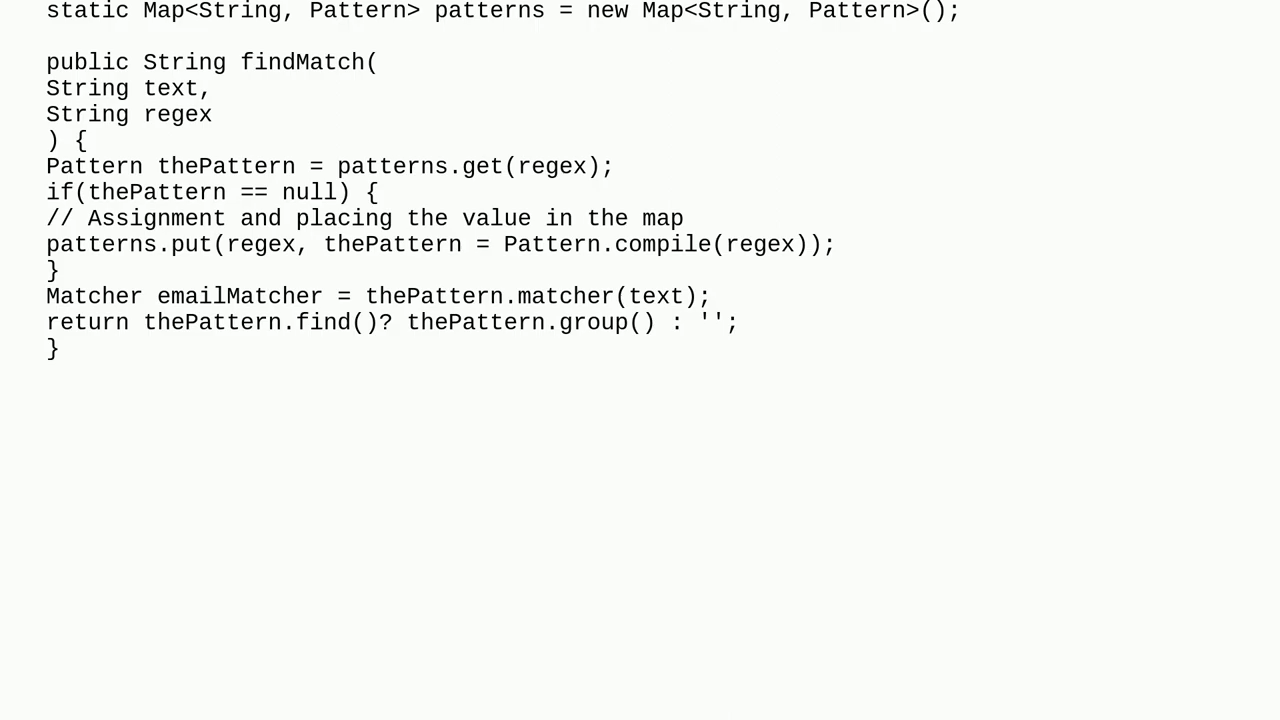 static Map<String, Pattern> patterns = new Map<String, Pattern>();
public String findMatch(
String text,
String regex
) {
Pattern thePattern = patterns.get(regex);
if(thePattern == null) {
// Assignment and placing the value in the map
patterns.put(regex, thePattern = Pattern.compile(regex));
}
Matcher emailMatcher = thePattern.matcher(text);
return thePattern.find()? thePattern.group() : '';
}